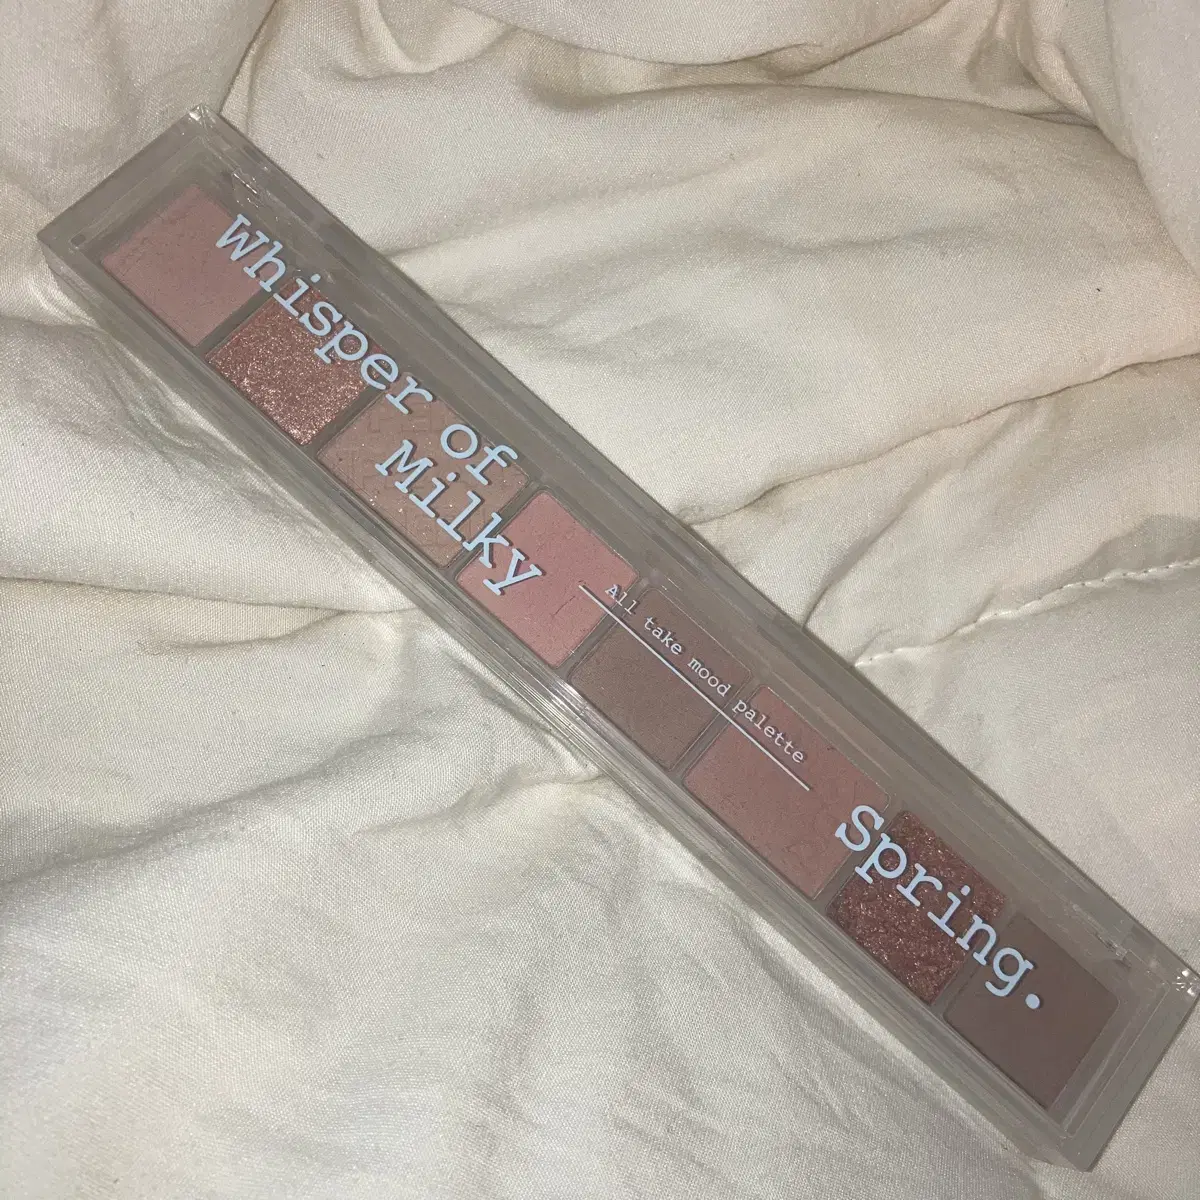 Whisper of
Milky
All take mood palette
Spring.